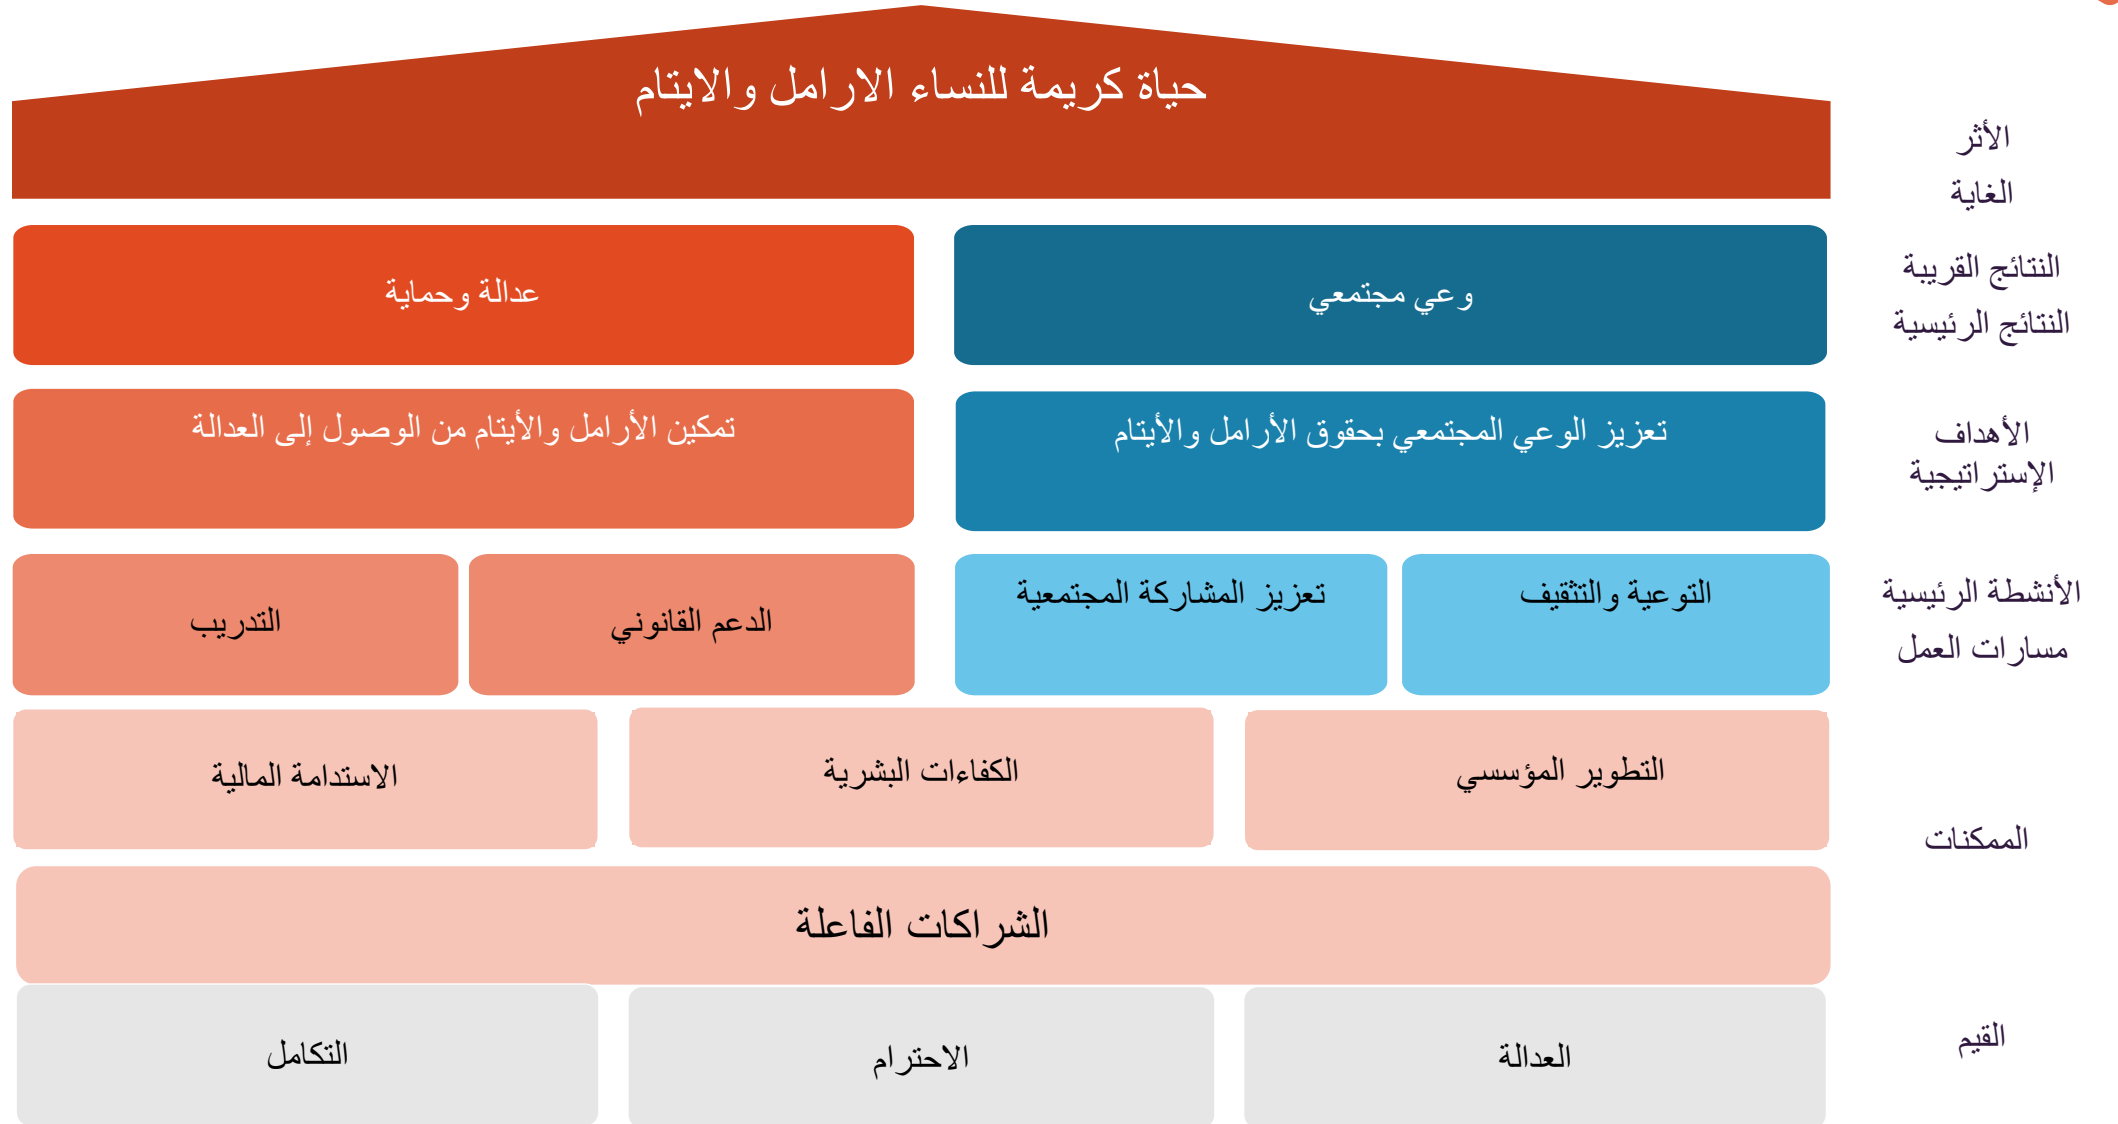 حياة كريمة للنساء الارامل والايتام
الأثر
الغاية
وعي مجتمعي
عدالة وحماية
النتائج القريبة
النتائج الرئيسية
تعزيز الوعي المجتمعي بحقوق الأرامل والأيتام
تمكين الأرامل والأيتام من الوصول إلى العدالة
الأهداف
الإستراتيجية
التوعية والتثقيف
تعزيز المشاركة المجتمعية
الدعم القانوني
التدريب
الأنشطة الرئيسية
مسارات العمل
التطوير المؤسسي
الكفاءات البشرية
الاستدامة المالية
الممكنات
الشراكات الفاعلة
العدالة
الاحترام
التكامل
القيم